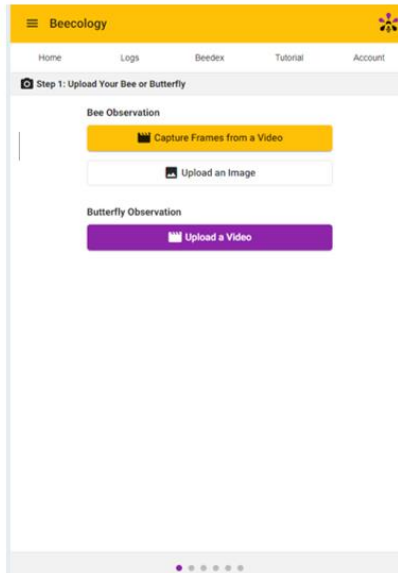 Beecology
Home Logs Beedex Tutorial Account
Step 1: Upload Your Bee or Butterfly
Bee Observation
Capture Frames from a Video
Upload an Image
Butterfly Observation
Upload a Video